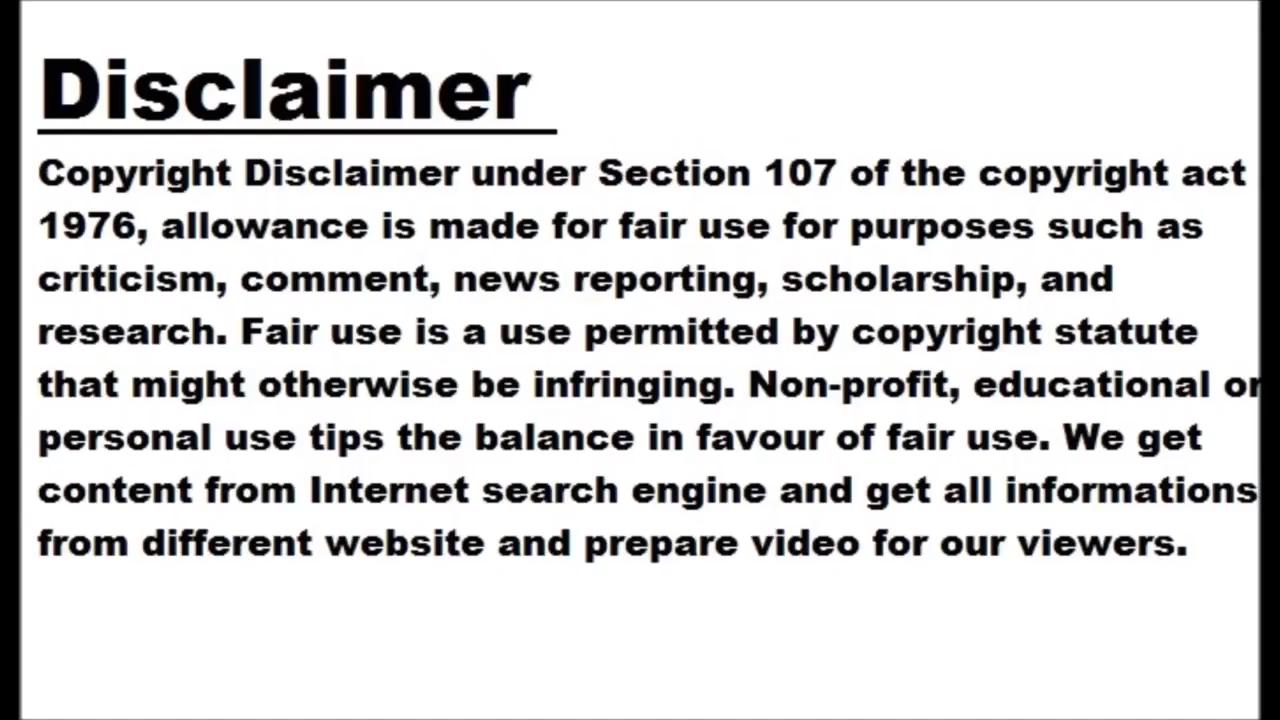 Disclaimer
Copyright Disclaimer under Section 107 of the copyright act
1976, allowance is made for fair use for purposes such as
criticism, comment, news reporting, scholarship, and
research. Fair use is a use permitted by copyright statute
that might otherwise be infringing. Non-profit, educational or
personal use tips the balance in favour of fair use. We get
content from Internet search engine and get all informations
from different website and prepare video for our viewers.